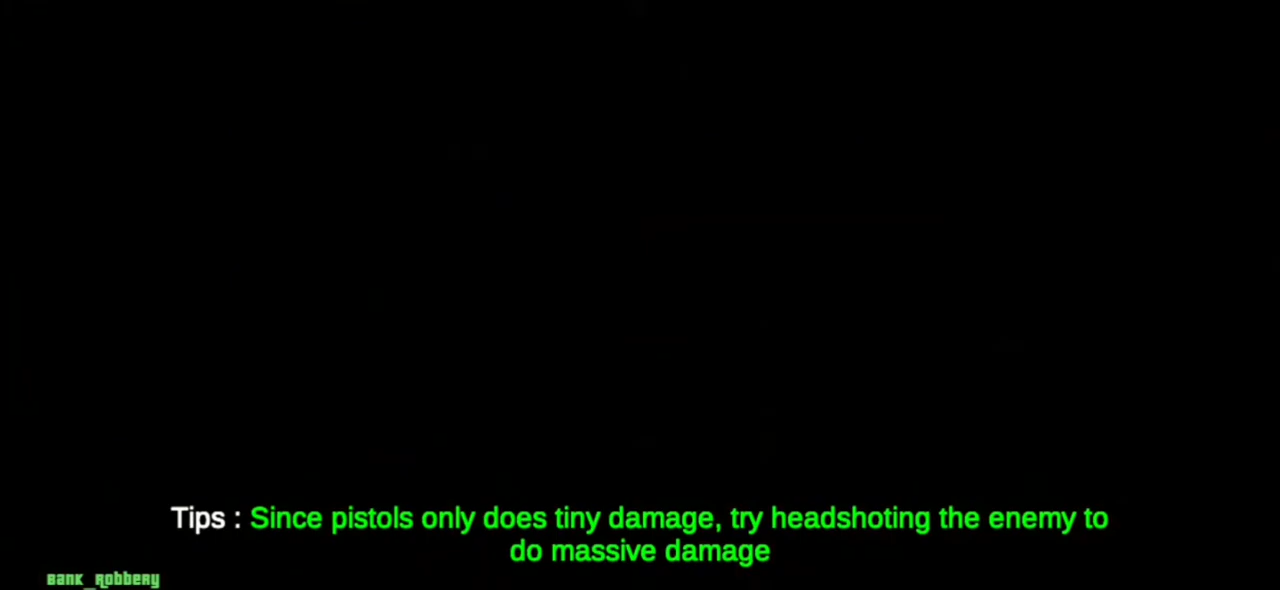 Tips : Since pistols only does tiny damage, try headshoting the enemy to
do massive damage
Bank_Robbery